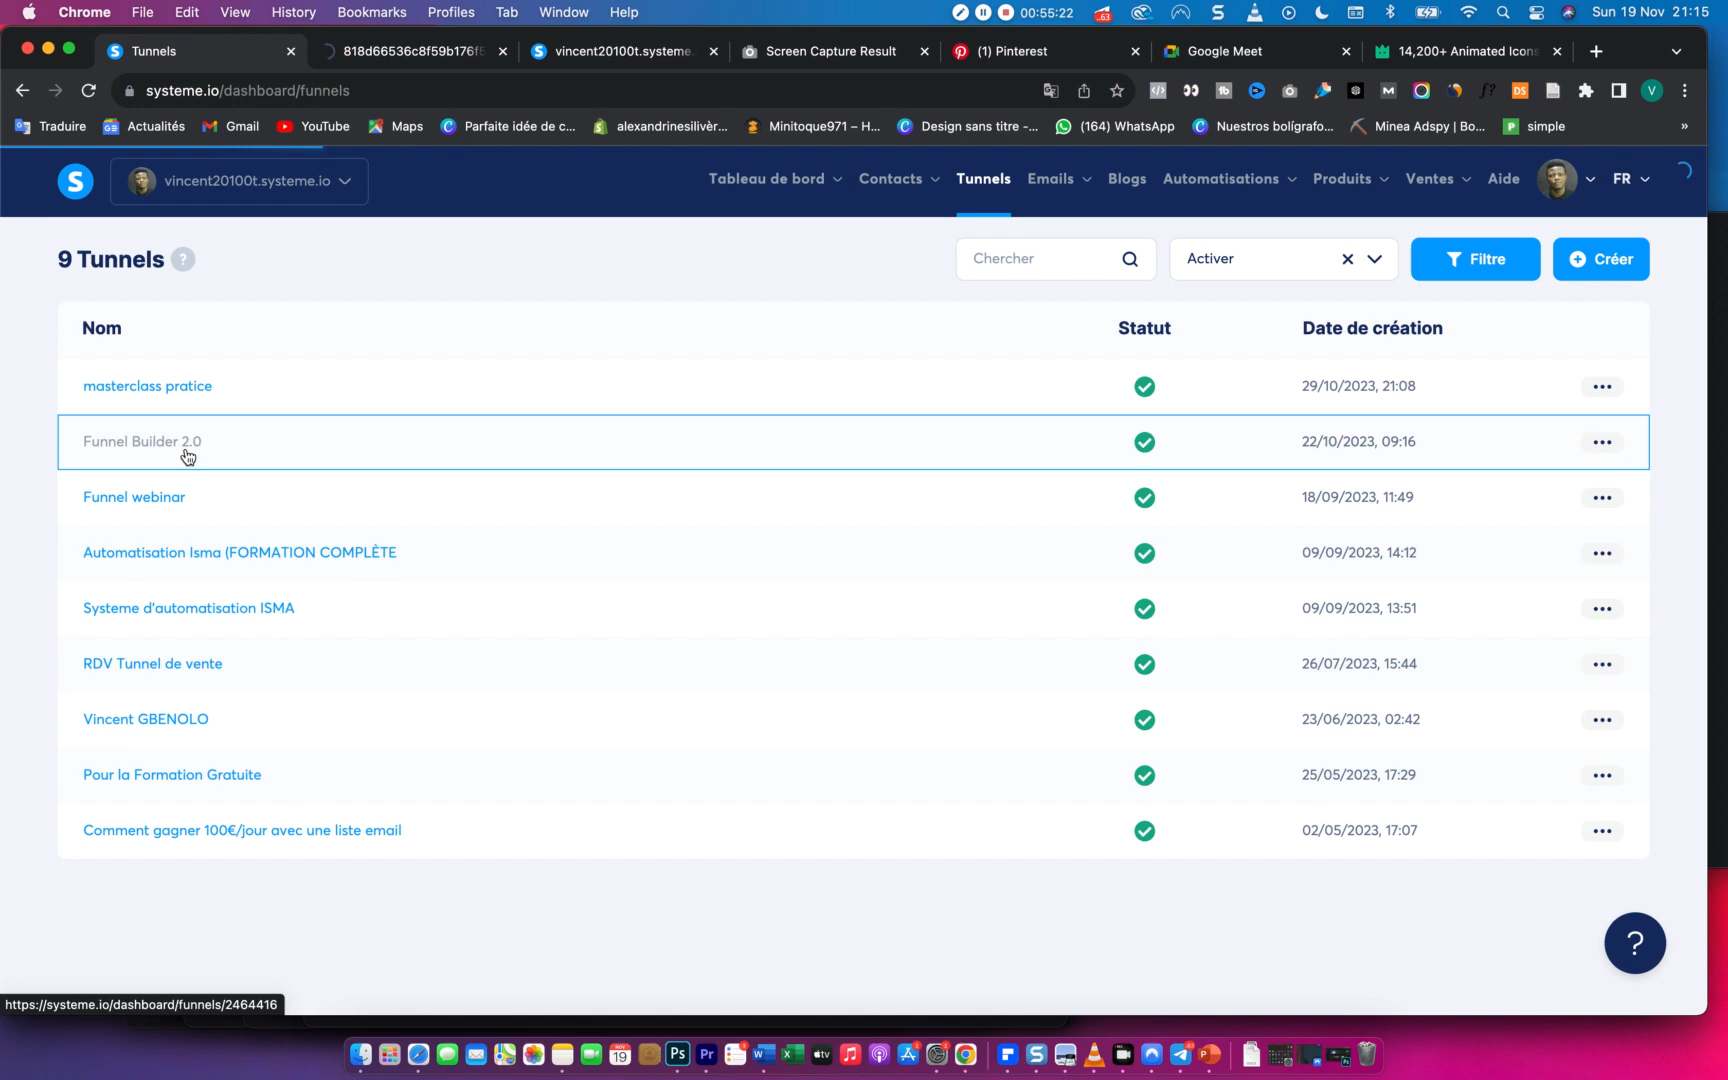 Chrome File Edit View History Bookmarks Profiles Tab Window Help 00:55:22 Sun 19 Nov 21:15
Tunnels 818d66536c8f59b176f5 vincent20100t.systeme. Screen Capture Result (1) Pinterest Google Meet 14,200+ Animated Icons
systeme.io/dashboard/funnels
Traduire Actualités Gmail YouTube Maps Parfaite idée de c... alexandrinesilivèr... Minitoque971 – H... Design sans titre -... (164) WhatsApp Nuestros bolígrafo... Minea Adspy | Bo... simple »
S vincent20100t.systeme.io Tableau de bord Contacts Tunnels Emails Blogs Automatisations Produits Ventes Aide FR
9 Tunnels ? Chercher Activer Filtre Créer
Nom Statut Date de création
masterclass pratice 29/10/2023, 21:08
Funnel Builder 2.0 22/10/2023, 09:16
Funnel webinar 18/09/2023, 11:49
Automatisation Isma (FORMATION COMPLÈTE 09/09/2023, 14:12
Systeme d'automatisation ISMA 09/09/2023, 13:51
RDV Tunnel de vente 26/07/2023, 15:44
Vincent GBENOLO 23/06/2023, 02:42
Pour la Formation Gratuite 25/05/2023, 17:29
Comment gagner 100€/jour avec une liste email 02/05/2023, 17:07
?
https://systeme.io/dashboard/funnels/2464416